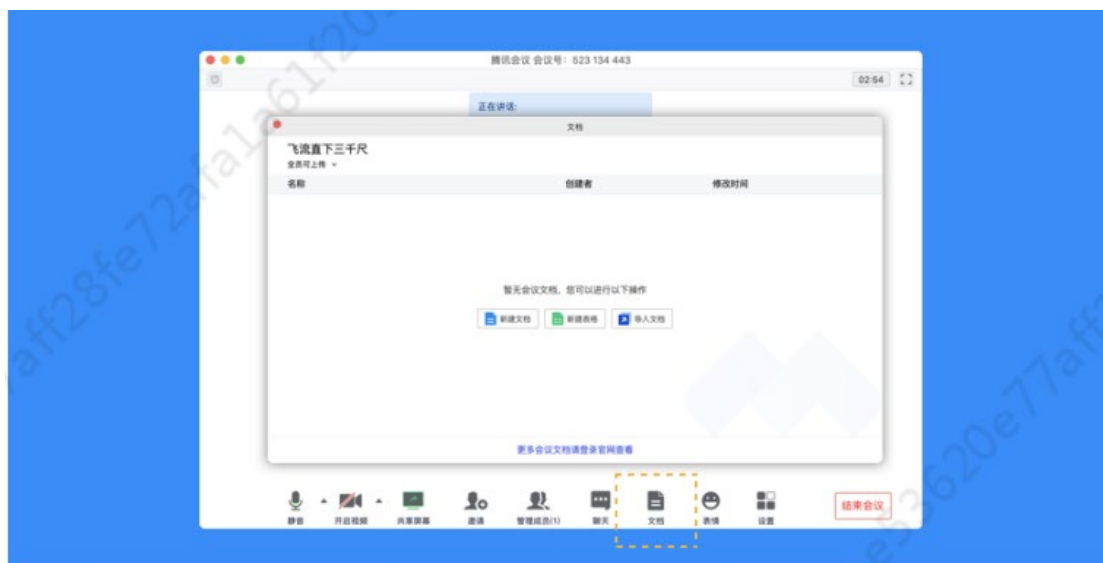 腾讯会议 会议号：523 134 443
02:54
正在讲话:
文档
飞流直下三千尺
全员可上传
名称 创建者 修改时间
暂无会议文档，您可以进行以下操作
新建文档 新建表格 导入文档
更多会议文档请登录官网查看
静音 开启视频 共享屏幕 邀请 管理成员(1) 聊天 文档 表情 设置 结束会议